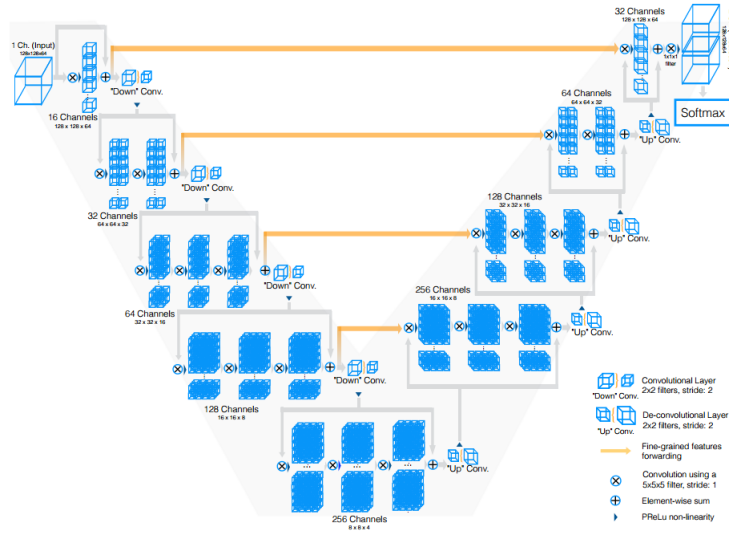 1 Ch. (Input)
128x128x64
"Down" Conv.
16 Channels
128 x 128 x 64
"Down" Conv.
32 Channels
64 x 64 x 32
"Down" Conv.
64 Channels
32 x 32 x 16
"Down" Conv.
128 Channels
16 x 16 x 8
256 Channels
8 x 8 x 4
"Up" Conv.
256 Channels
16 x 16 x 8
"Up" Conv.
128 Channels
32 x 32 x 16
"Up" Conv.
64 Channels
64 x 64 x 32
"Up" Conv.
32 Channels
128 x 128 x 64
1x1x1
filter
Softmax
"Down" Conv.
Convolutional Layer
2x2 filters, stride: 2
"Up" Conv.
De-convolutional Layer
2x2 filters, stride: 2
Fine-grained features
forwarding
Convolution using a
5x5x5 filter, stride: 1
Element-wise sum
PReLu non-linearity